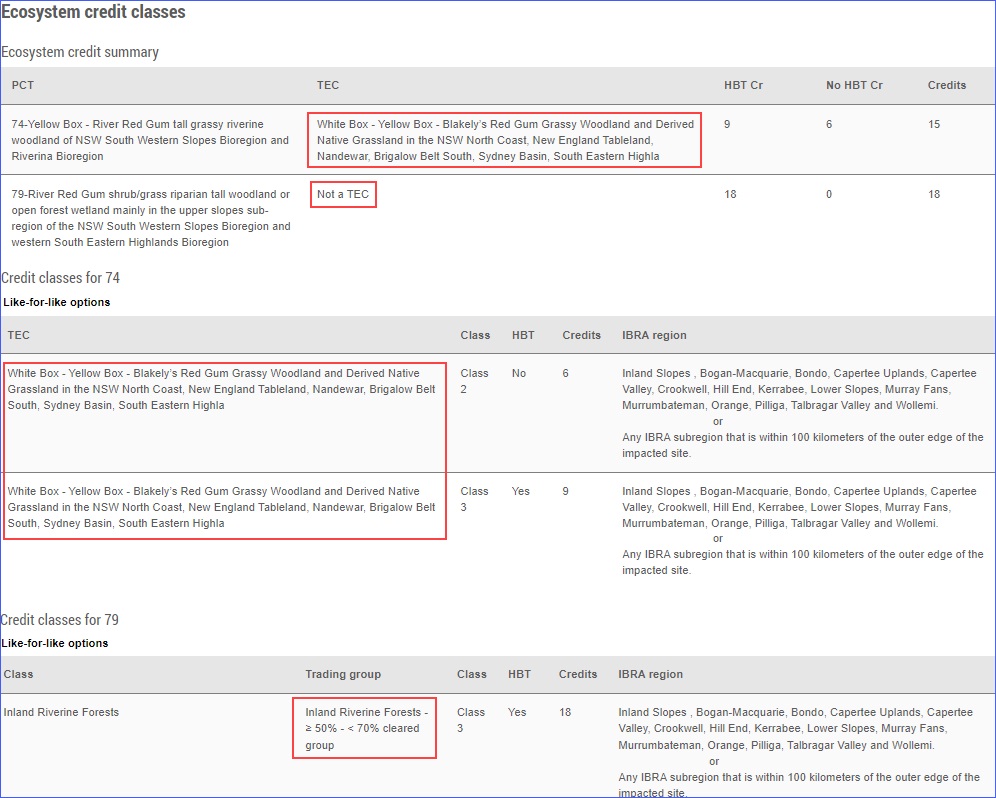 Ecosystem credit classes
Ecosystem credit summary
PCT TEC HBT Cr No HBT Cr Credits
74-Yellow Box - River Red Gum tall grassy riverine
woodland of NSW South Western Slopes Bioregion and
Riverina Bioregion
White Box - Yellow Box - Blakely's Red Gum Grassy Woodland and Derived
Native Grassland in the NSW North Coast, New England Tableland,
Nandewar, Brigalow Belt South, Sydney Basin, South Eastern Highla
9 6 15
79-River Red Gum shrub/grass riparian tall woodland or
open forest wetland mainly in the upper slopes sub-
region of the NSW South Western Slopes Bioregion and
western South Eastern Highlands Bioregion
Not a TEC
18 0 18
Credit classes for 74
Like-for-like options
TEC Class HBT Credits IBRA region
White Box - Yellow Box - Blakely's Red Gum Grassy Woodland and Derived Native
Grassland in the NSW North Coast, New England Tableland, Nandewar, Brigalow Belt
South, Sydney Basin, South Eastern Highla
Class
2
No 6
Inland Slopes , Bogan-Macquarie, Bondo, Capertee Uplands, Capertee
Valley, Crookwell, Hill End, Kerrabee, Lower Slopes, Murray Fans,
Murrumbateman, Orange, Pilliga, Talbragar Valley and Wollemi.
or
Any IBRA subregion that is within 100 kilometers of the outer edge of the
impacted site.
White Box - Yellow Box - Blakely's Red Gum Grassy Woodland and Derived Native
Grassland in the NSW North Coast, New England Tableland, Nandewar, Brigalow Belt
South, Sydney Basin, South Eastern Highla
Class
3
Yes 9
Inland Slopes , Bogan-Macquarie, Bondo, Capertee Uplands, Capertee
Valley, Crookwell, Hill End, Kerrabee, Lower Slopes, Murray Fans,
Murrumbateman, Orange, Pilliga, Talbragar Valley and Wollemi.
or
Any IBRA subregion that is within 100 kilometers of the outer edge of the
impacted site.
Credit classes for 79
Like-for-like options
Class Trading group Class HBT Credits IBRA region
Inland Riverine Forests
Inland Riverine Forests -
≥ 50% - < 70% cleared
group
Class
3
Yes 18
Inland Slopes , Bogan-Macquarie, Bondo, Capertee Uplands, Capertee
Valley, Crookwell, Hill End, Kerrabee, Lower Slopes, Murray Fans,
Murrumbateman, Orange, Pilliga, Talbragar Valley and Wollemi.
or
Any IBRA subregion that is within 100 kilometers of the outer edge of the
impacted site.